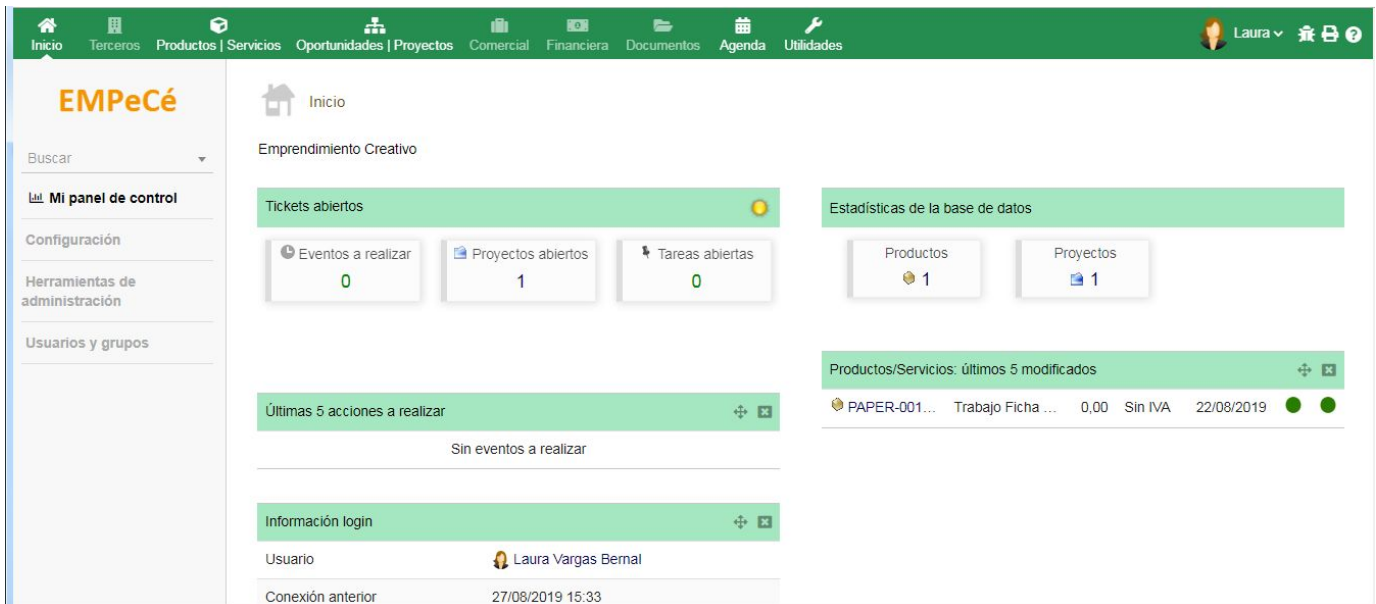 Inicio Terceros Productos | Servicios Oportunidades | Proyectos Comercial Financiera Documentos Agenda Utilidades Laura
EMPeCé
Buscar
Mi panel de control
Configuración
Herramientas de
administración
Usuarios y grupos
Inicio
Emprendimiento Creativo
Tickets abiertos
Eventos a realizar Proyectos abiertos Tareas abiertas
0 1 0
Últimas 5 acciones a realizar
Sin eventos a realizar
Información login
Usuario Laura Vargas Bernal
Conexión anterior 27/08/2019 15:33
Estadísticas de la base de datos
Productos Proyectos
1 1
Productos/Servicios: últimos 5 modificados
PAPER-001... Trabajo Ficha ... 0,00 Sin IVA 22/08/2019